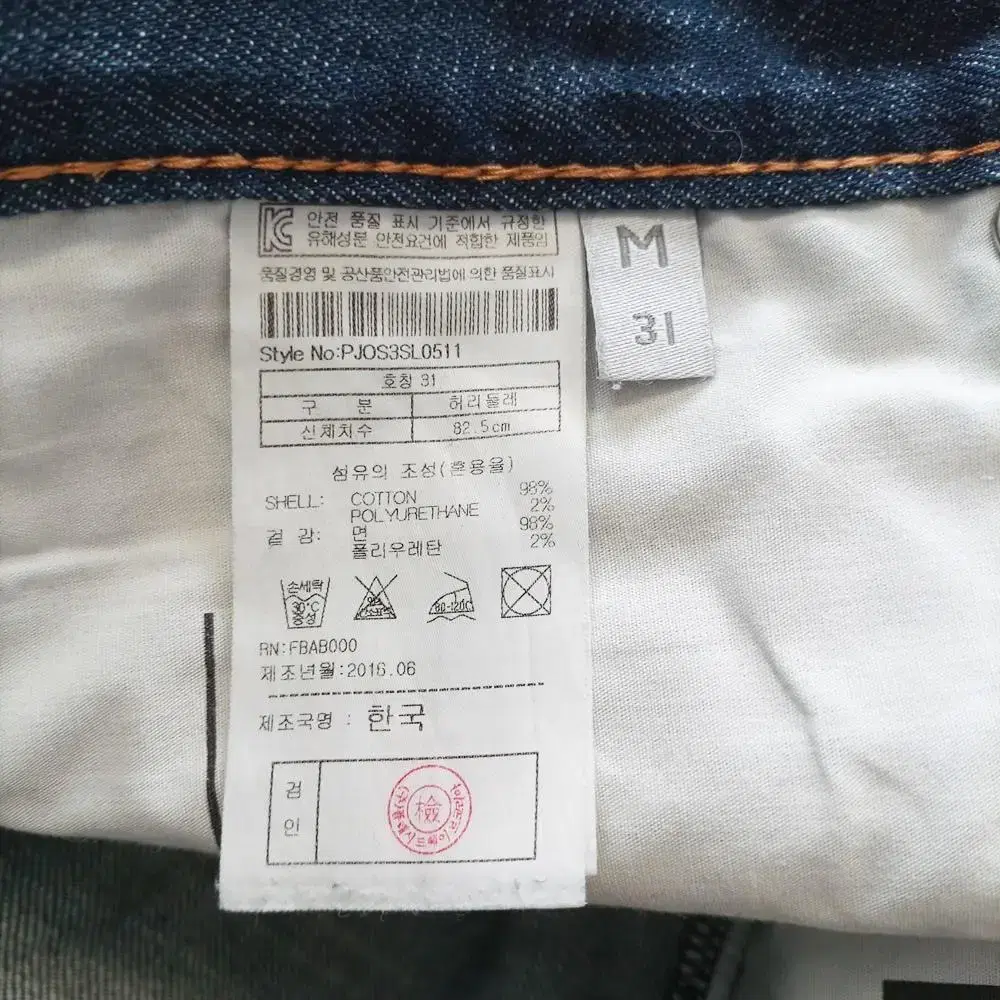 안전 품질 표시 기준에서 규정한
유해성분 안전요건에 적합한 제품임
품질경영 및 공산품안전관리법에 의한 품질표시
Style No:PJOS3SL0511
호칭 31
구 분 허리둘레
신체치수 82.5cm
섬유의 조성(혼용율)
SHELL: COTTON 98%
POLYURETHANE 2%
겉 감: 면 98%
폴리우레탄 2%
손세탁
30°C
중성
80-120C
RN:FBAB000
제조년월:2016.06
제조국명 : 한국
검
인
檢
M
31